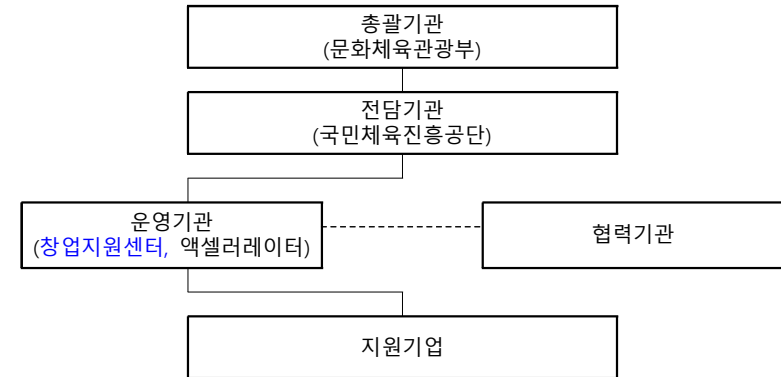 총괄기관
(문화체육관광부)
전담기관
(국민체육진흥공단)
운영기관
(창업지원센터, 액셀러레이터)
협력기관
지원기업